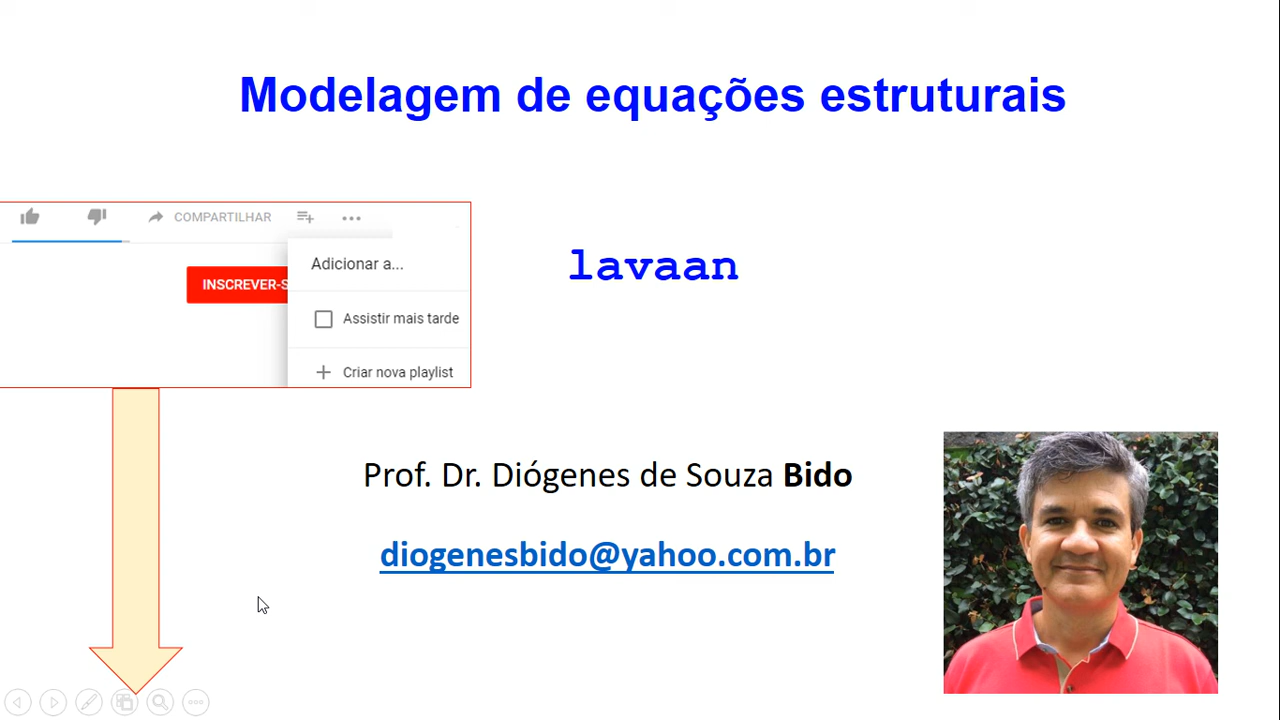 Modelagem de equações estruturais
COMPARTILHAR
Adicionar a...
INSCREVER-S
Assistir mais tarde
Criar nova playlist
lavaan
Prof. Dr. Diógenes de Souza Bido
diogenesbido@yahoo.com.br